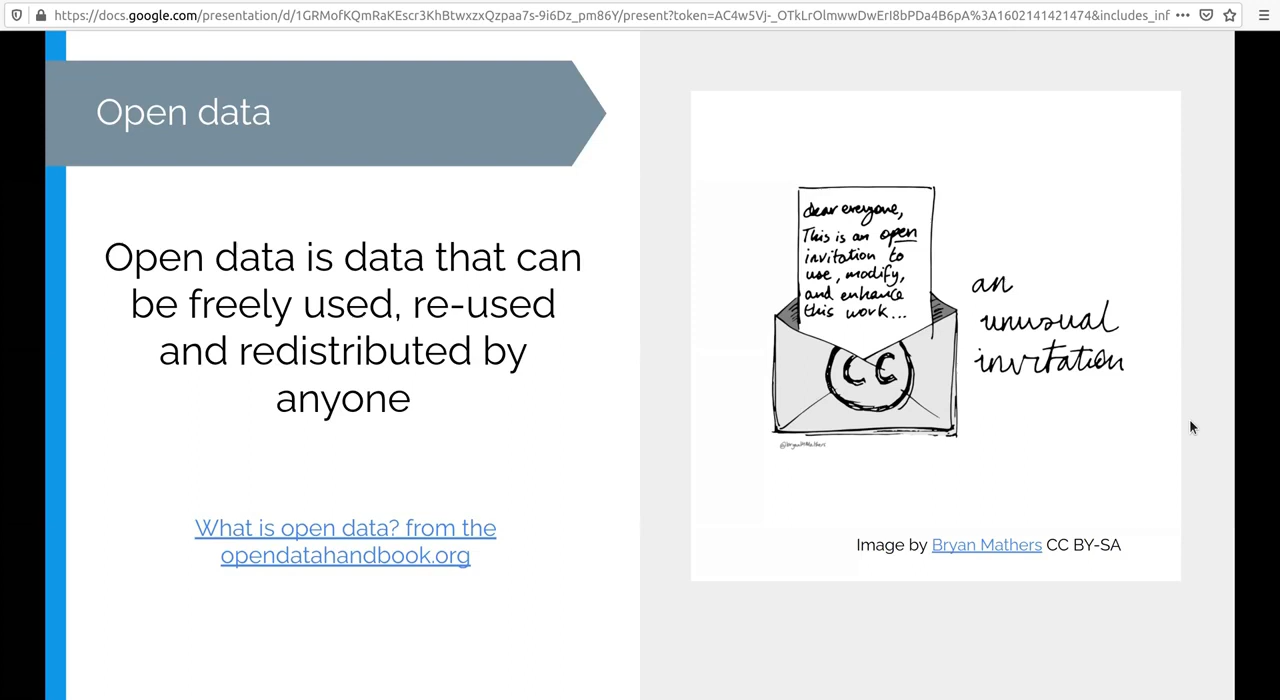 https://docs.google.com/presentation/d/1GRMofKQmRaKEscr3KhBtwxzxQzpaa7s-9i6Dz_pm86Y/present?token=AC4w5Vj-_OTkLrOlmwwDwErI8bPDa4B6pA%3A1602141421474&includes_inf
Open data
Open data is data that can
be freely used, re-used
and redistributed by
anyone
What is open data? from the
opendatahandbook.org
dear everyone,
This is an open
invitation to
use, modify,
and enhance
this work...
CC
@bryanMMathers
an
unusual
invitation
Image by Bryan Mathers CC BY-SA